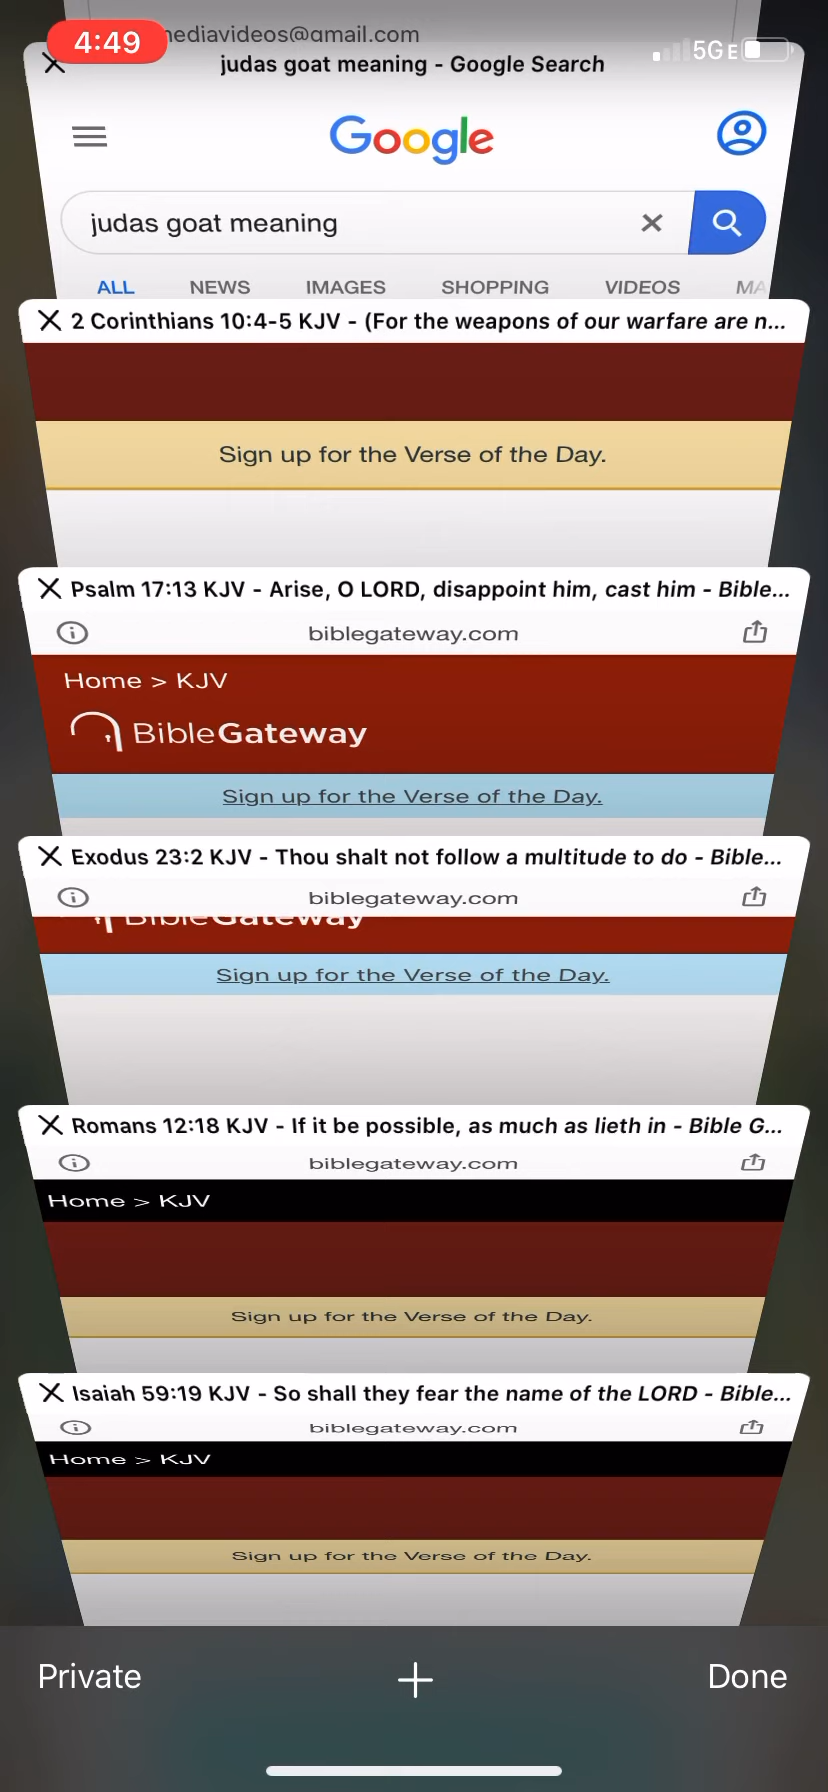 4:49
mediavideos@gmail.com
5GE
judas goat meaning - Google Search
Google
judas goat meaning
ALL NEWS IMAGES SHOPPING VIDEOS MA
2 Corinthians 10:4-5 KJV - (For the weapons of our warfare are n...
Sign up for the Verse of the Day.
Psalm 17:13 KJV - Arise, O LORD, disappoint him, cast him - Bible...
biblegateway.com
Home > KJV
BibleGateway
Sign up for the Verse of the Day.
Exodus 23:2 KJV - Thou shalt not follow a multitude to do - Bible...
biblegateway.com
BibleGateway
Sign up for the Verse of the Day.
Romans 12:18 KJV - If it be possible, as much as lieth in - Bible G...
biblegateway.com
Home > KJV
Sign up for the Verse of the Day.
Isaiah 59:19 KJV - So shall they fear the name of the LORD - Bible...
biblegateway.com
Home > KJV
Sign up for the Verse of the Day.
Private
Done